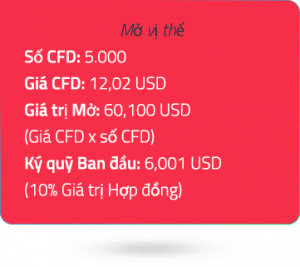 Mở vị thế
Số CFD: 5.000
Giá CFD: 12,02 USD
Giá trị Mở: 60,100 USD
(Giá CFD x số CFD)
Ký quỹ Ban đầu: 6,001 USD
(10% Giá trị Hợp đồng)